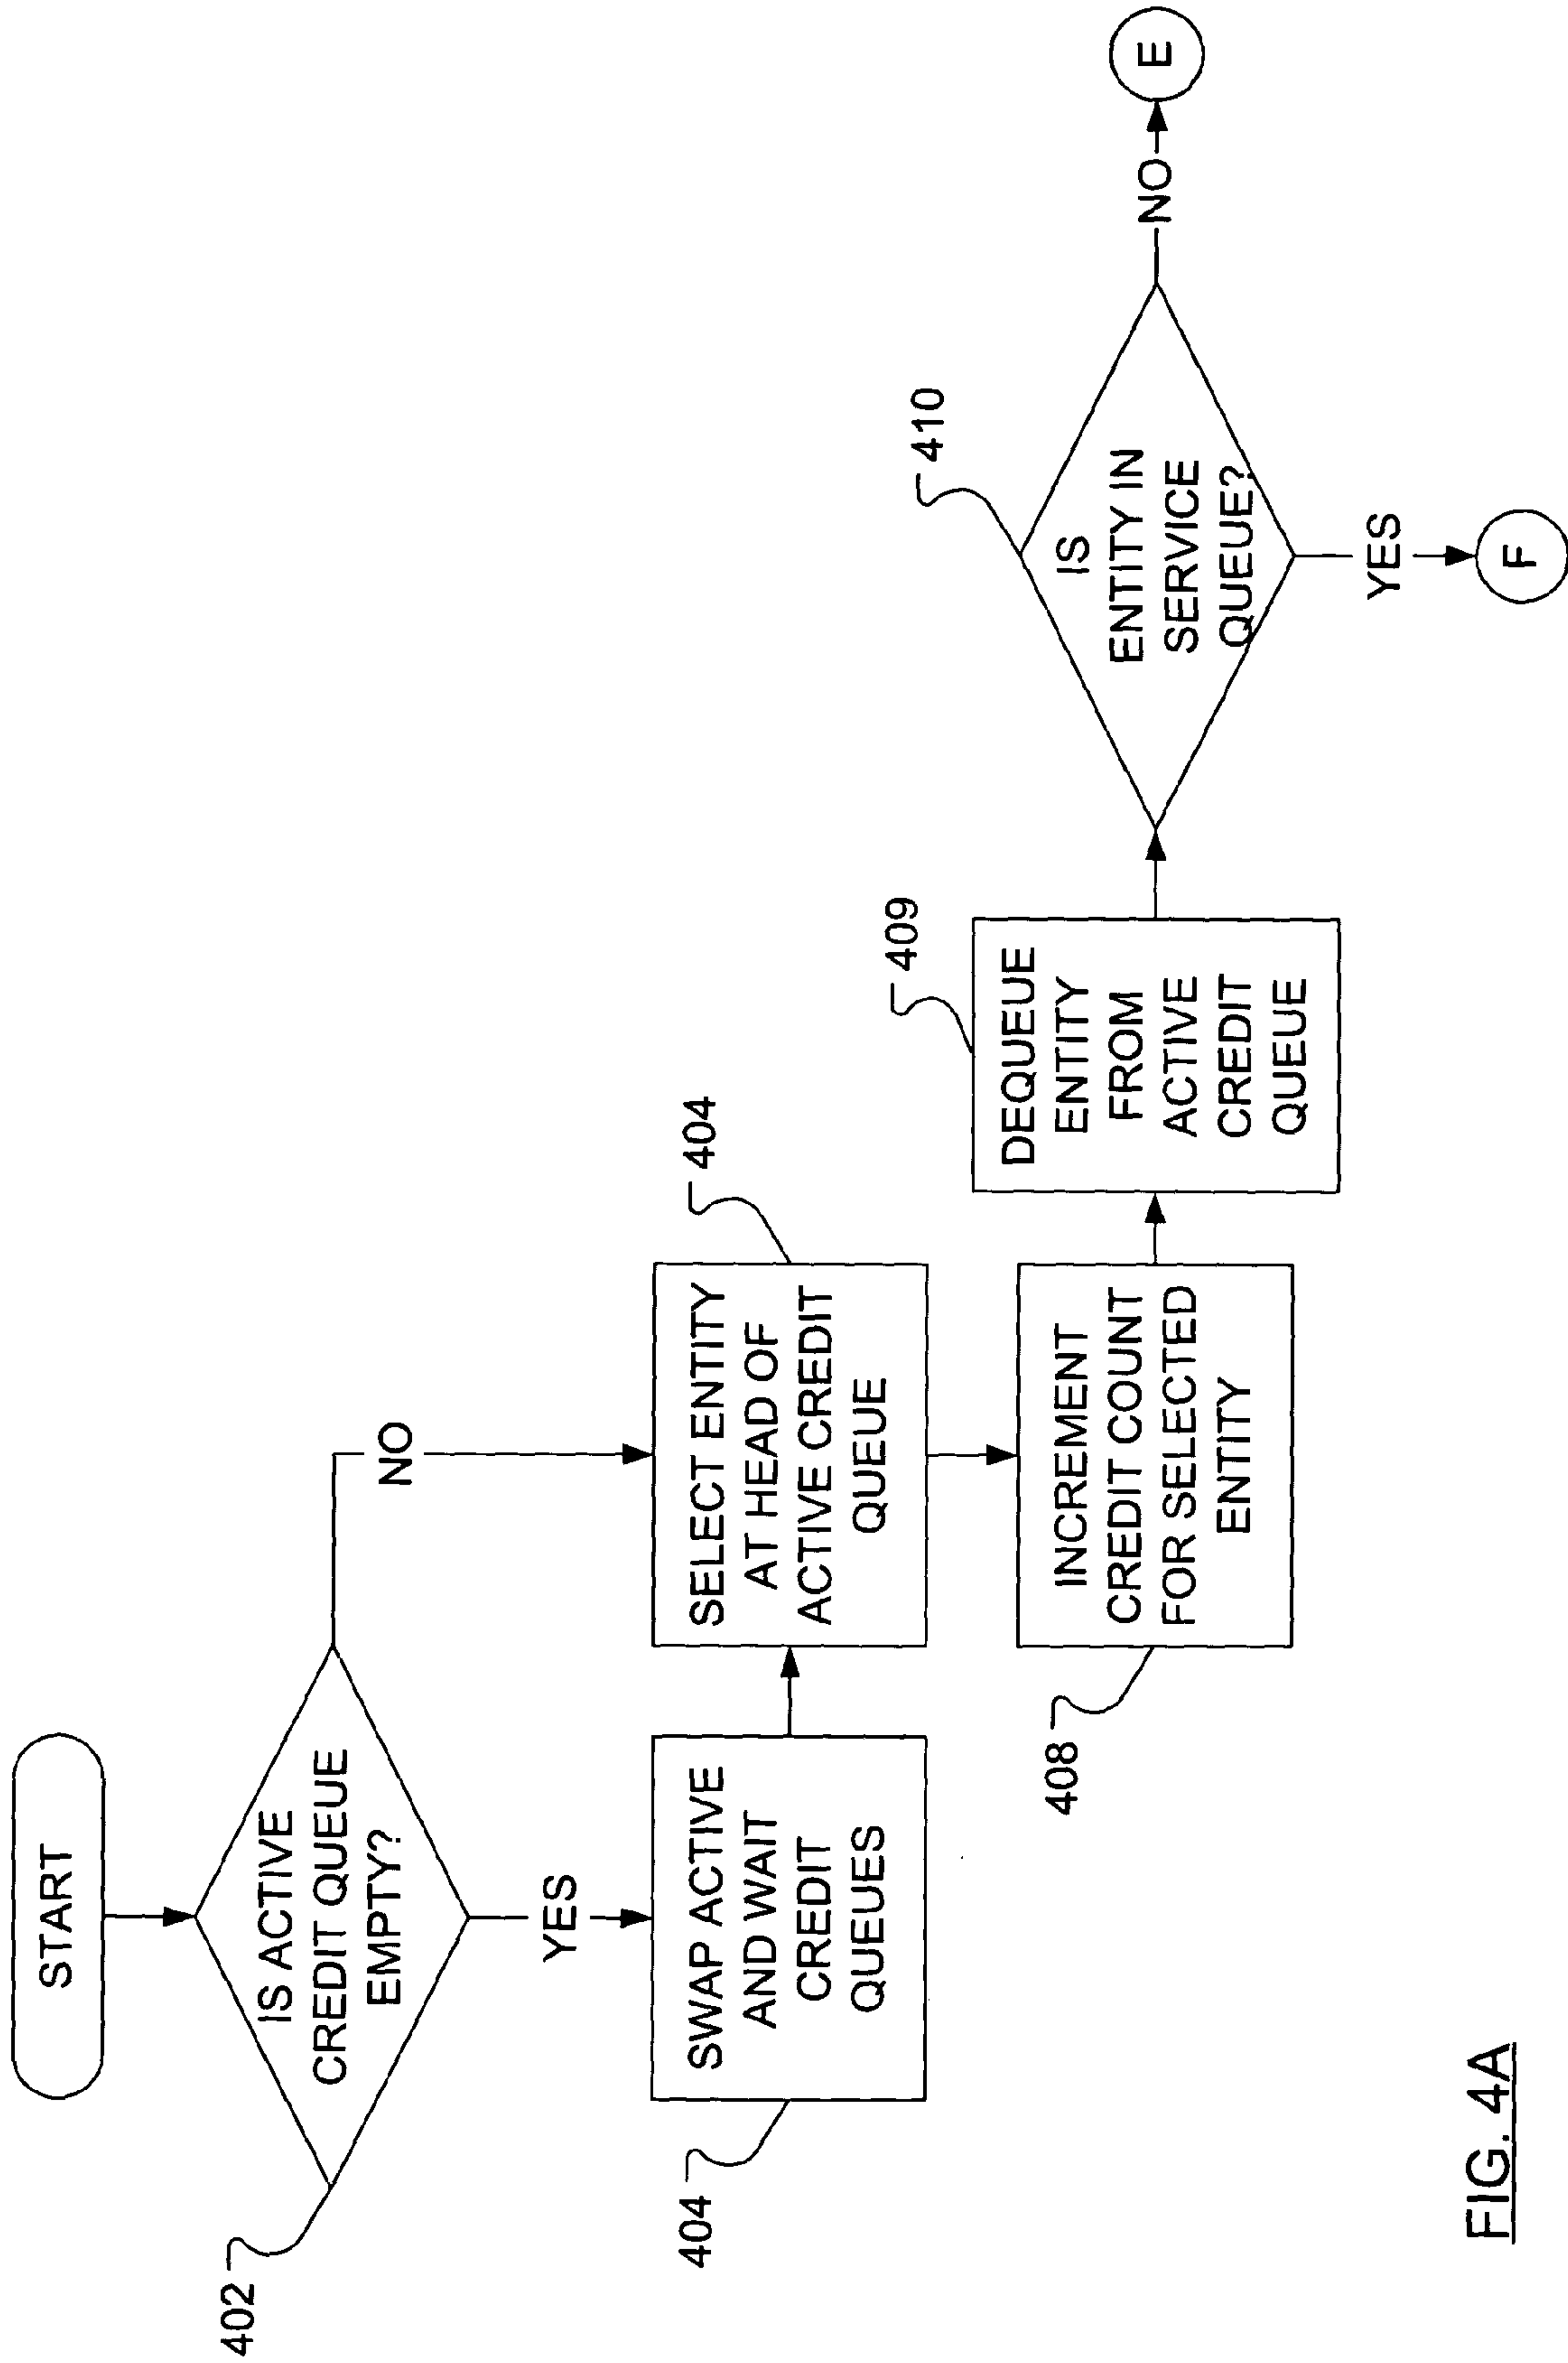 START
402
IS ACTIVE
CREDIT QUEUE
EMPTY?
NO
YES
404
SWAP ACTIVE
AND WAIT
CREDIT
QUEUES
404
SELECT ENTITY
AT HEAD OF
ACTIVE CREDIT
QUEUE
408
INCREMENT
CREDIT COUNT
FOR SELECTED
ENTITY
409
DEQUEUE
ENTITY
FROM
ACTIVE
CREDIT
QUEUE
410
IS
ENTITY IN
SERVICE
QUEUE?
NO
E
YES
F
FIG. 4A